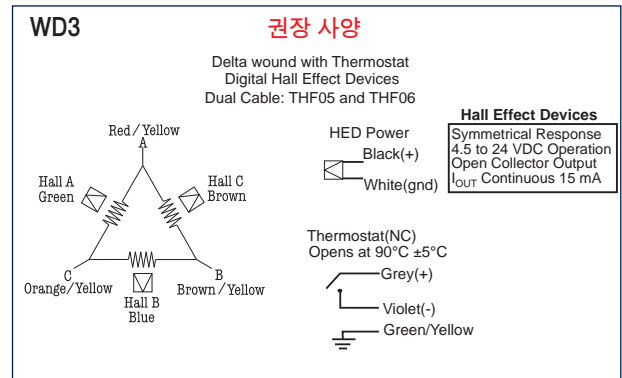 WD3
권장 사양
Delta wound with Thermostat
Digital Hall Effect Devices
Dual Cable: THF05 and THF06
Hall Effect Devices
Symmetrical Response
4.5 to 24 VDC Operation
Open Collector Output
IOUT Continuous 15 mA
HED Power
Black(+)
White(gnd)
Red/Yellow
A
Hall A
Green
Hall C
Brown
C
Orange/Yellow
B
Brown/Yellow
Hall B
Blue
Thermostat(NC)
Opens at 90°C ±5°C
Grey(+)
Violet(-)
Green/Yellow